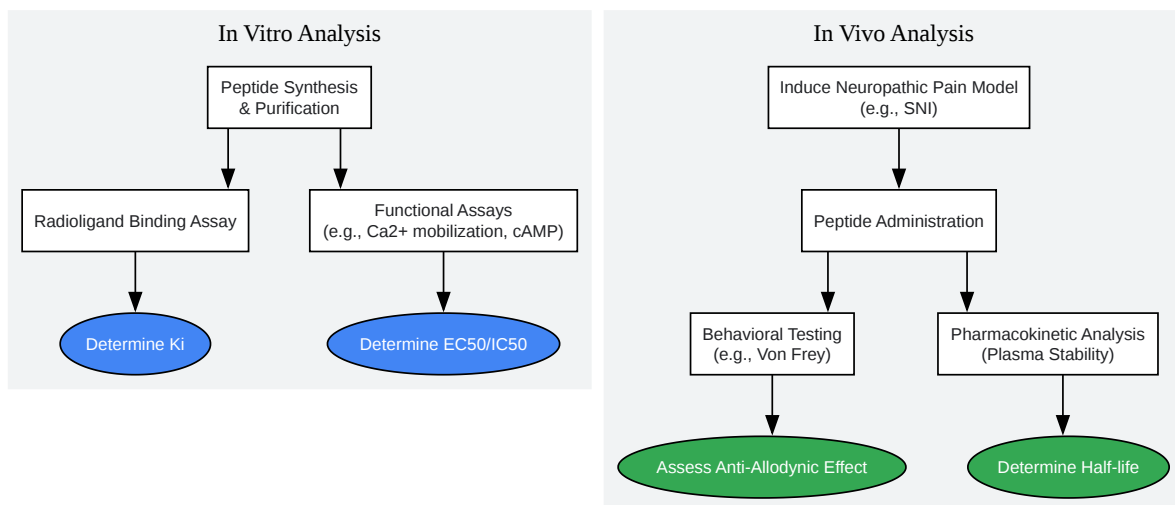 In Vitro Analysis
Peptide Synthesis
& Purification
Radioligand Binding Assay
Functional Assays
(e.g., Ca2+ mobilization, cAMP)
Determine Ki
Determine EC50/IC50
In Vivo Analysis
Induce Neuropathic Pain Model
(e.g., SNI)
Peptide Administration
Behavioral Testing
(e.g., Von Frey)
Pharmacokinetic Analysis
(Plasma Stability)
Assess Anti-Allodynic Effect
Determine Half-life